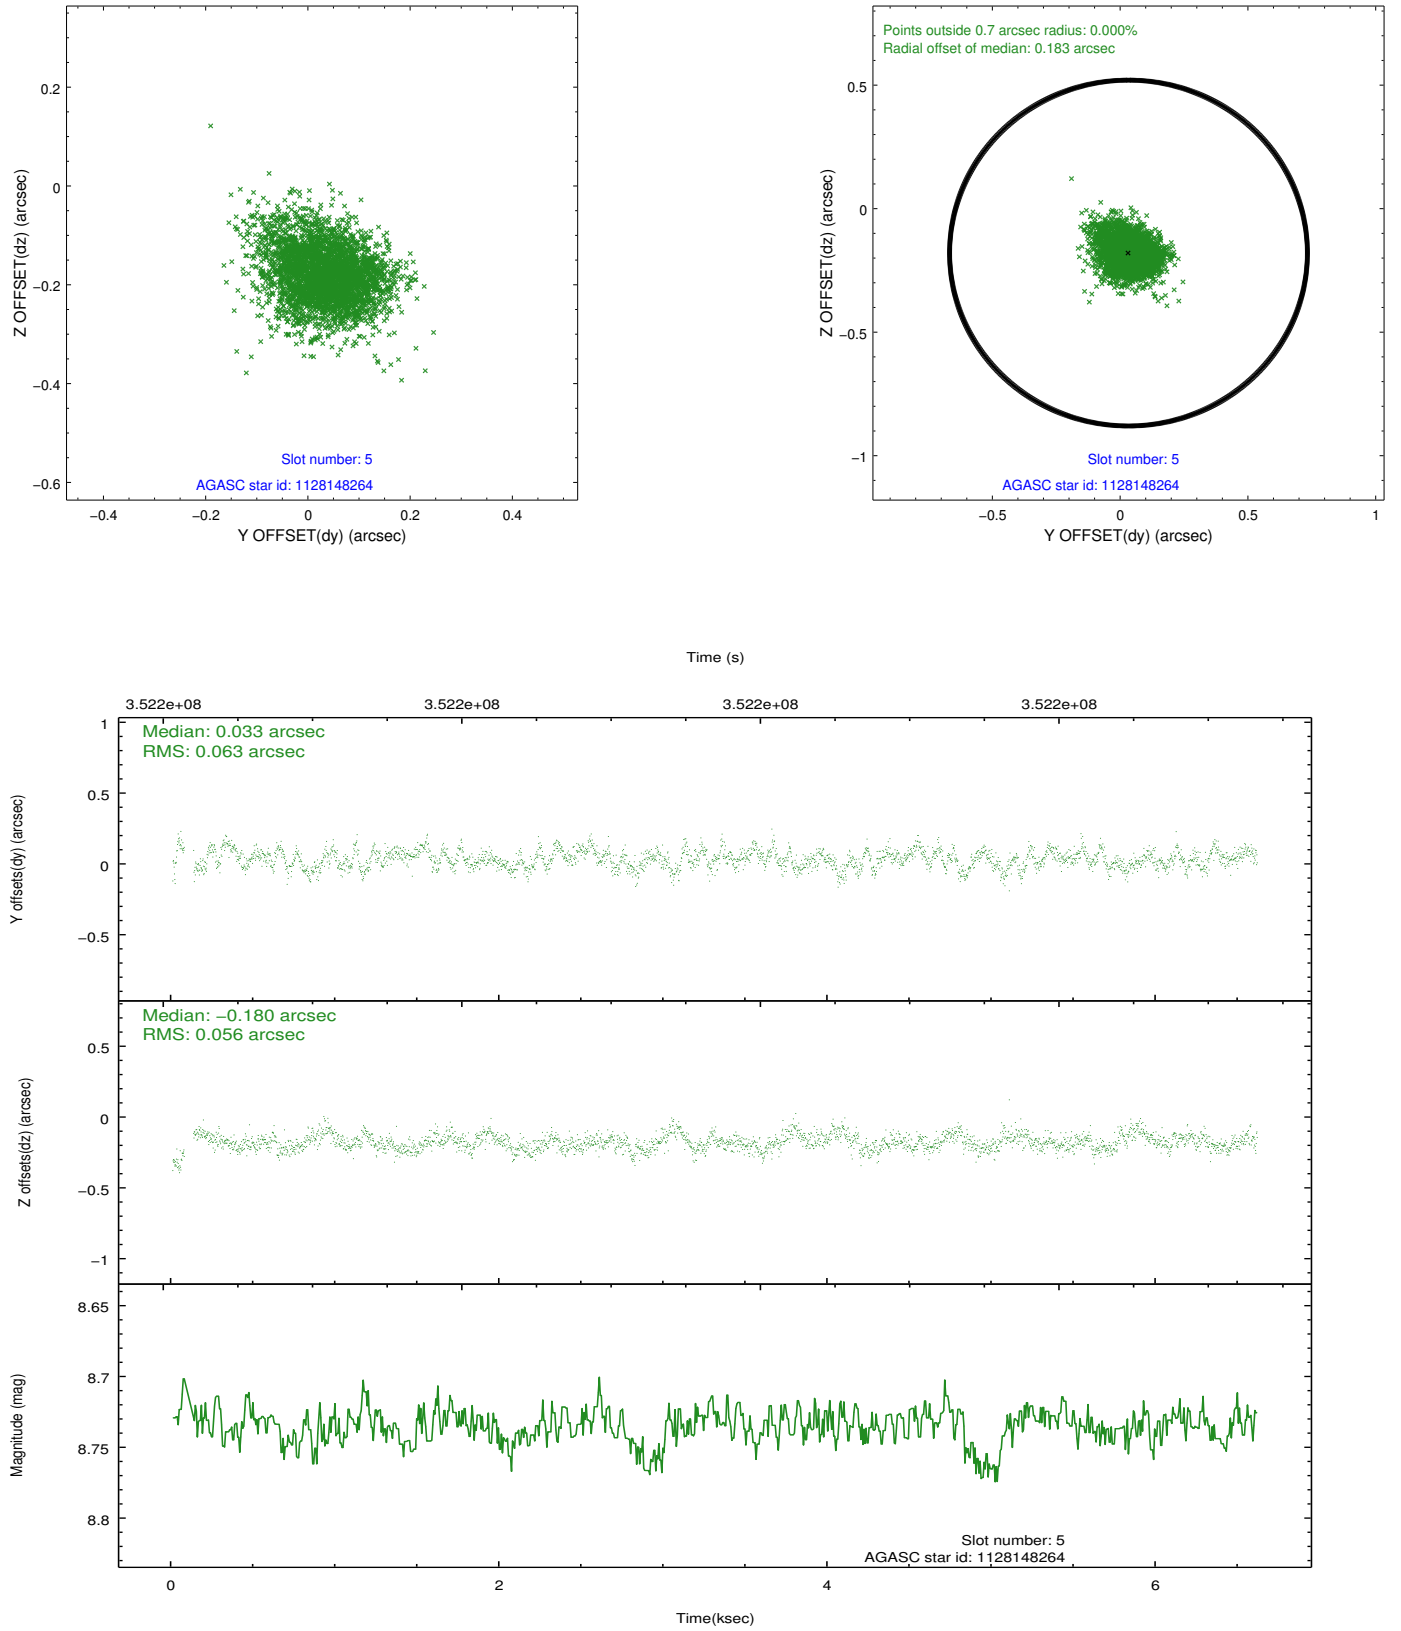 0.2
0
−0.2
−0.4
−0.6
Z OFFSET(dz) (arcsec)
Slot number: 5
AGASC star id: 1128148264
−0.4 −0.2 0 0.2 0.4
Y OFFSET(dy) (arcsec)
Points outside 0.7 arcsec radius: 0.000%
Radial offset of median: 0.183 arcsec
0.5
0
−0.5
−1
Z OFFSET(dz) (arcsec)
Slot number: 5
AGASC star id: 1128148264
−0.5 0 0.5 1
Y OFFSET(dy) (arcsec)
Time (s)
3.522e+08 3.522e+08 3.522e+08 3.522e+08
Median: 0.033 arcsec
RMS: 0.063 arcsec
1
0.5
0
−0.5
Y offsets(dy) (arcsec)
Median: −0.180 arcsec
RMS: 0.056 arcsec
0.5
0
−0.5
−1
Z offsets(dz) (arcsec)
8.65
8.7
8.75
8.8
Magnitude (mag)
Slot number: 5
AGASC star id: 1128148264
0 2 4 6
Time(ksec)